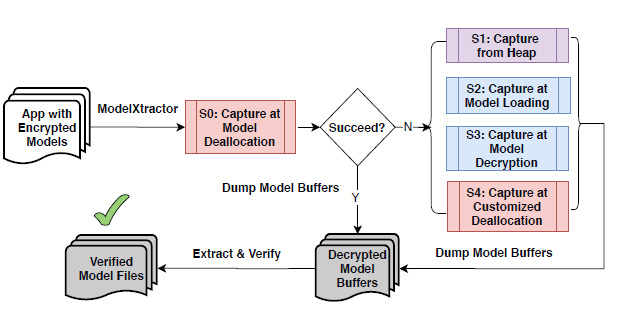 App with
Encrypted
Models
ModelXtractor
S0: Capture at
Model
Deallocation
Succeed?
N
Y
S1: Capture
from Heap
S2: Capture at
Model Loading
S3: Capture at
Model
Decryption
S4: Capture at
Customized
Deallocation
Dump Model Buffers
Dump Model Buffers
Decrypted
Model
Buffers
Extract & Verify
Verified
Model Files